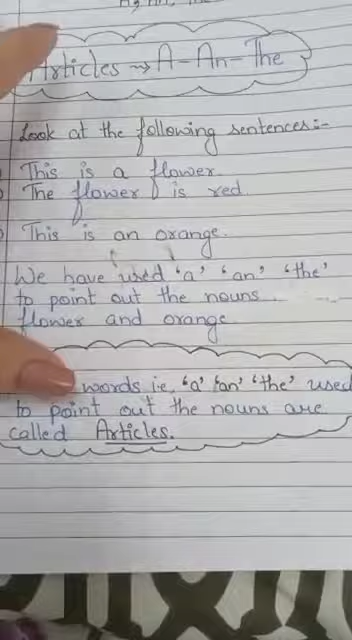 Articles → A-An-The
Look at the following sentences:-
This is a flower.
The flower is red
This is an orange.
We have used 'a' 'an' 'the'
to point out the nouns
flower and orange.
words i.e. 'a' 'an' 'the' used
to point out the nouns are
called Articles.